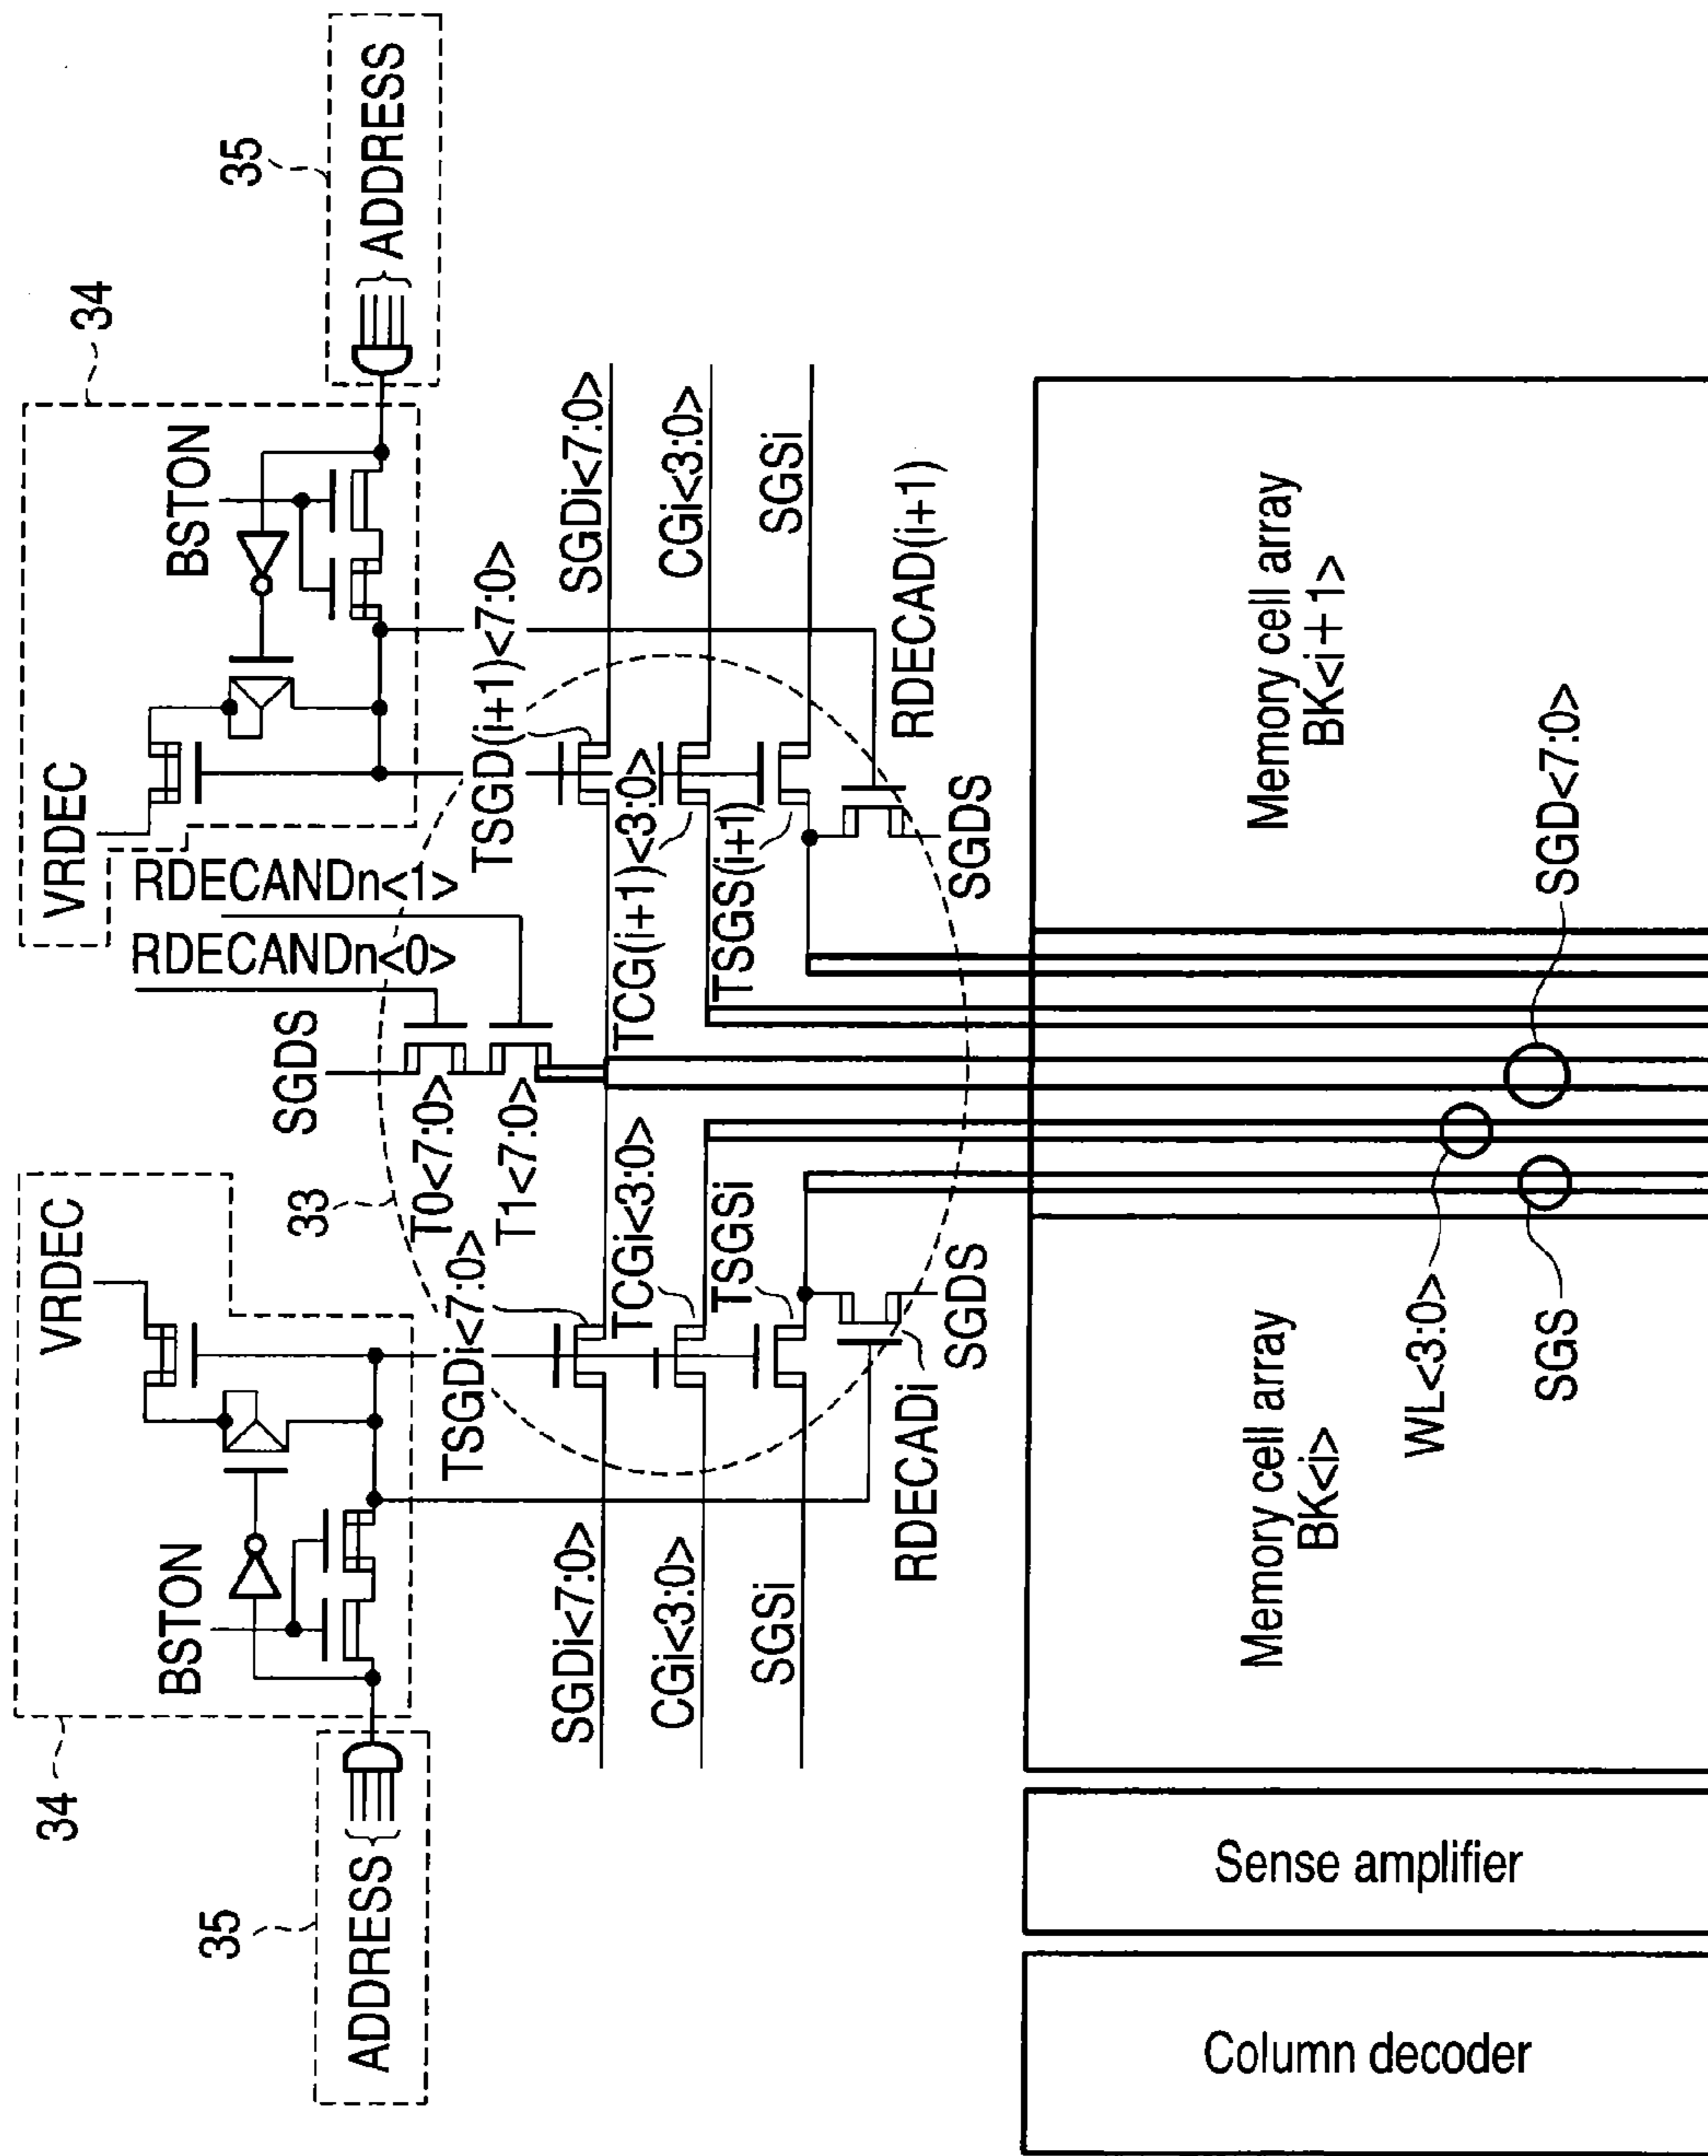 35
ADDRESS
34
BSTON
VRDEC
RDECANDn<1>
RDECANDn<0>
SGDS
T0<7:0>
T1<7:0>
33
VRDEC
BSTON
34
35
ADDRESS
TSGD(i+1)<7:0>
TCG(i+1)<3:0>
TSGS(i+1)
SGDi<7:0>
CGi<3:0>
SGSi
RDECAD(i+1)
SGDS
TSGDi<7:0>
TCGi<3:0>
TSGSi
SGDi<7:0>
CGi<3:0>
SGSi
RDECADi
SGDS
Memory cell array
BK<i+1>
SGD<7:0>
WL<3:0>
SGS
Memory cell array
BK<i>
Sense amplifier
Column decoder